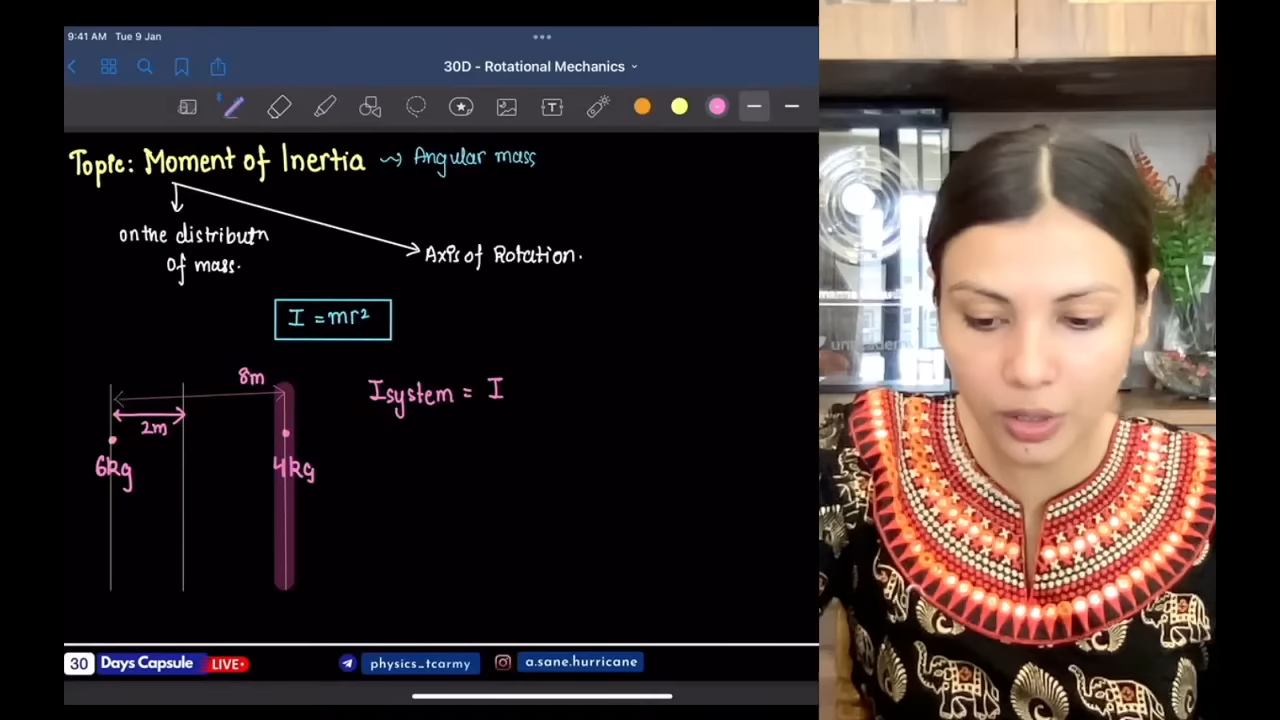 9:41 AM Tue 9 Jan
30D - Rotational Mechanics
Topic: Moment of Inertia ⤳ Angular mass
on the distributn
of mass.
Axis of Rotation.
I = mr²
8m
Isystem = I
2m
6kg
4kg
unacademy
30 Days Capsule LIVE
physics_tcarmy
a.sane.hurricane